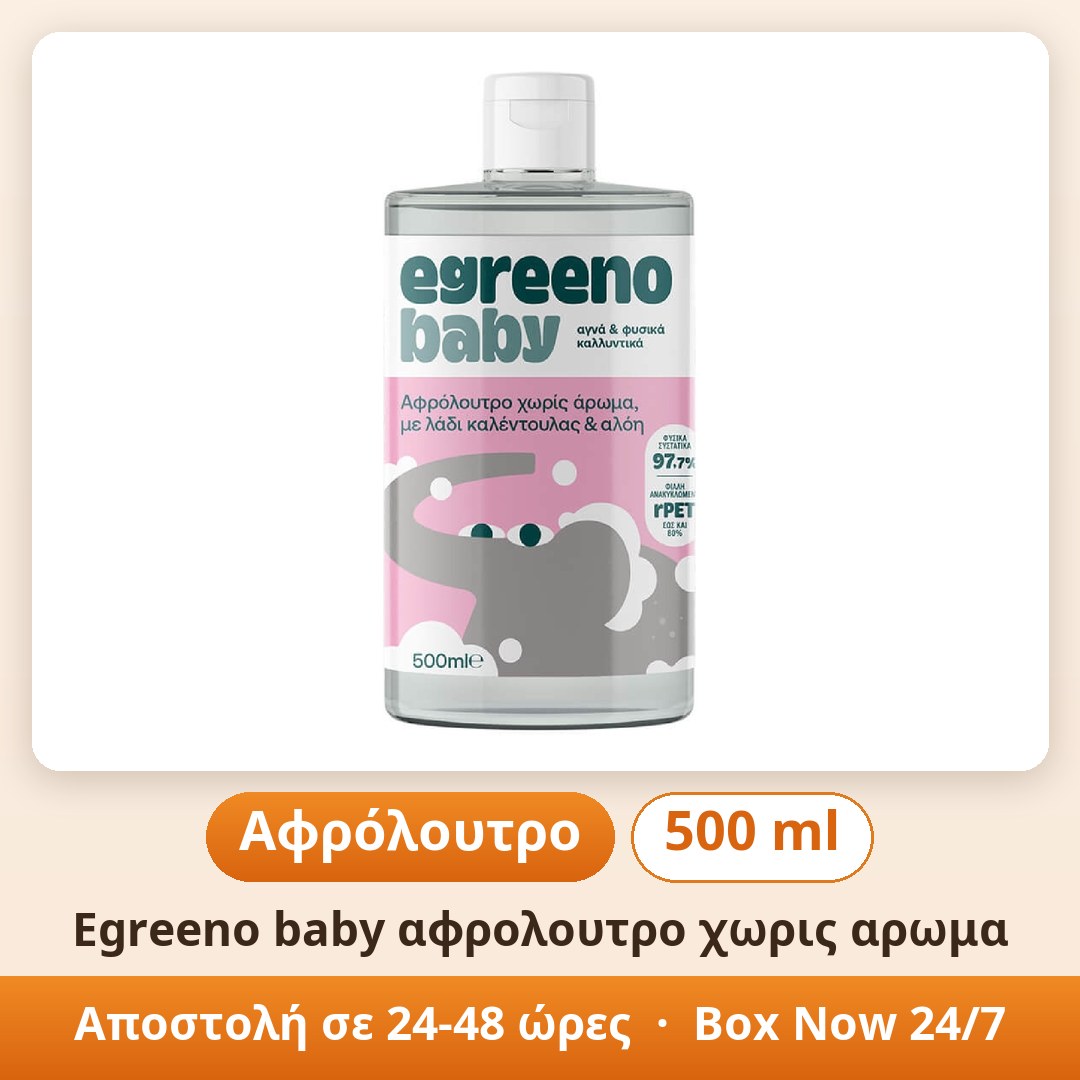 egreeno
baby
αγνά & φυσικά
καλλυντικά
Αφρόλουτρο χωρίς άρωμα,
με λάδι καλέντουλας & αλόη
ΦΥΣΙΚΑ
ΣΥΣΤΑΤΙΚΑ
97.7%
ΦΙΑΛΗ
rPET
ΕΩΣ ΚΑΙ
80%
500ml℮
Αφρόλουτρο
500 ml
Egreeno baby αφρολουτρο χωρις αρωμα
Αποστολή σε 24-48 ώρες · Box Now 24/7